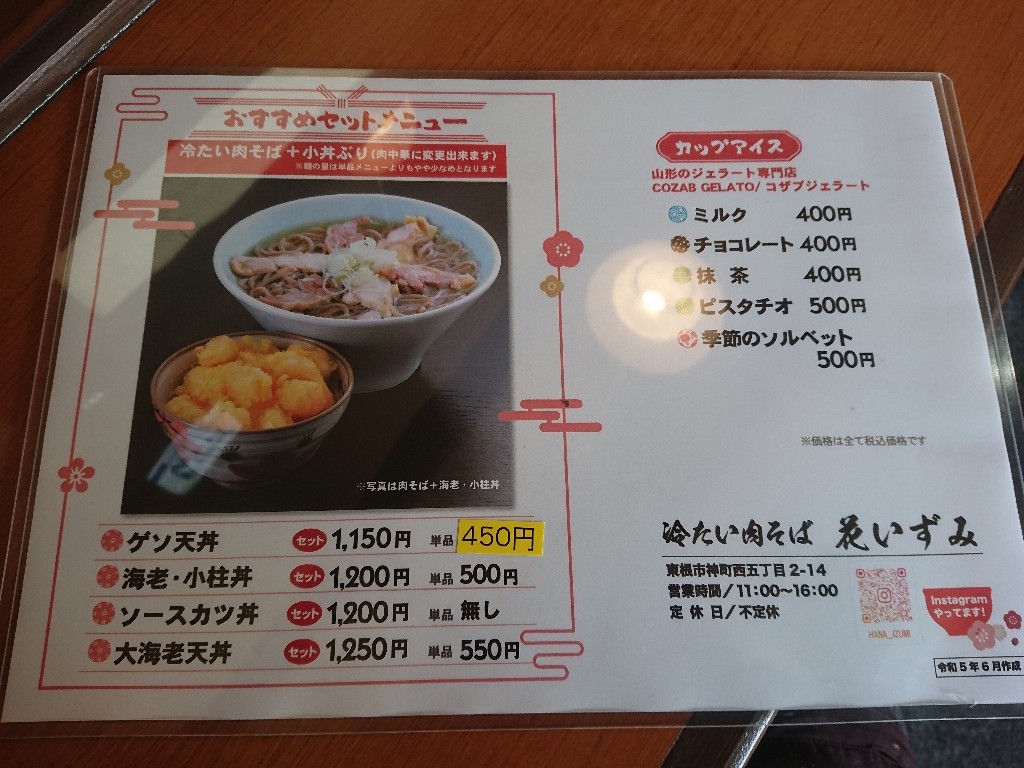 おすすめセットメニュー
冷たい肉そば＋小丼ぶり(肉中華に変更出来ます)
※麺の量は単品メニューよりもやや少なめとなります
※写真は肉そば＋海老・小柱丼
ゲソ天丼 セット 1,150円 単品 450円
海老・小柱丼 セット 1,200円 単品 500円
ソースカツ丼 セット 1,200円 単品 無し
大海老天丼 セット 1,250円 単品 550円
カップアイス
山形のジェラート専門店
COZAB GELATO/ コザブジェラート
ミルク 400円
チョコレート 400円
抹 茶 400円
ピスタチオ 500円
季節のソルベット
500円
※価格は全て税込価格です
冷たい肉そば 花いずみ
東根市神町西五丁目2-14
営業時間／11:00〜16:00
定 休 日／不定休
HANA_IZUMI
Instagram
やってます!
令和5年6月作成